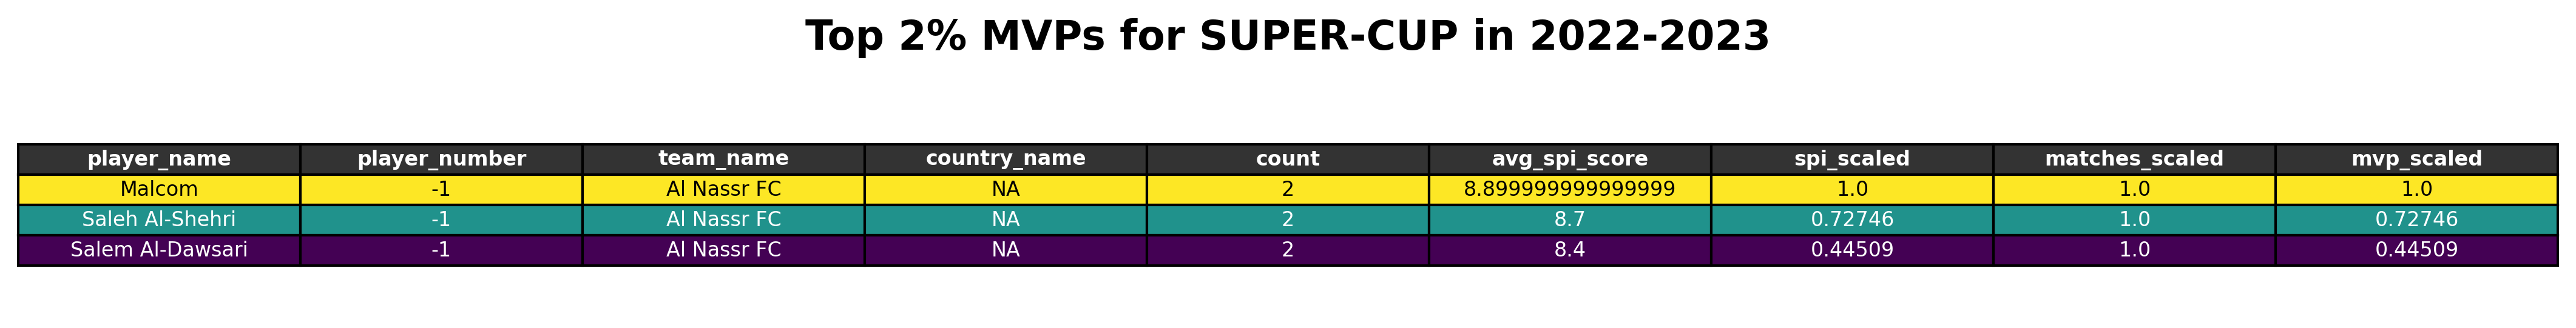 Top 2% MVPs for SUPER-CUP in 2022-2023
player_name player_number team_name country_name count avg_spi_score spi_scaled matches_scaled mvp_scaled
Malcom -1 Al Nassr FC NA 2 8.899999999999999 1.0 1.0 1.0
Saleh Al-Shehri -1 Al Nassr FC NA 2 8.7 0.72746 1.0 0.72746
Salem Al-Dawsari -1 Al Nassr FC NA 2 8.4 0.44509 1.0 0.44509